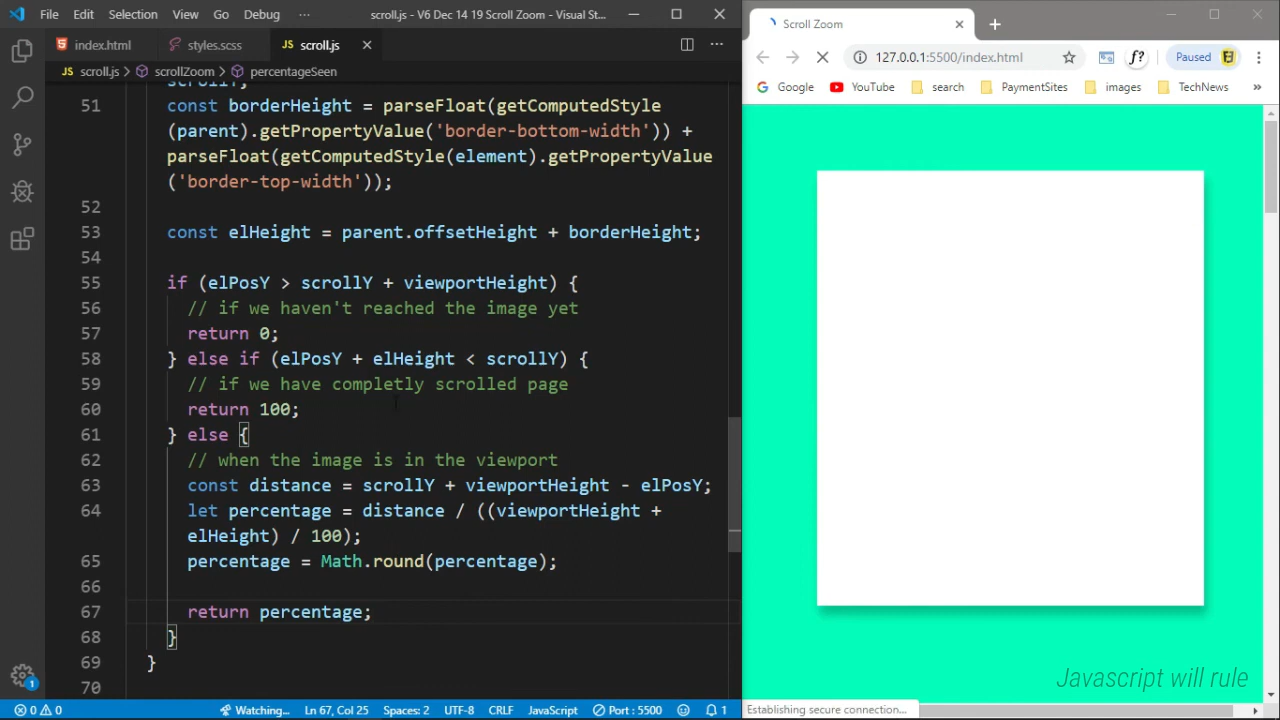 File Edit Selection View Go Debug ··· scroll.js - V6 Dec 14 19 Scroll Zoom - Visual St...
index.html styles.scss scroll.js
scroll.js > scrollZoom > percentageSeen
scrollY;
51 const borderHeight = parseFloat(getComputedStyle
(parent).getPropertyValue('border-bottom-width')) +
parseFloat(getComputedStyle(element).getPropertyValue
('border-top-width'));
52
53 const elHeight = parent.offsetHeight + borderHeight;
54
55 if (elPosY > scrollY + viewportHeight) {
56 // if we haven't reached the image yet
57 return 0;
58 } else if (elPosY + elHeight < scrollY) {
59 // if we have completly scrolled page
60 return 100;
61 } else {
62 // when the image is in the viewport
63 const distance = scrollY + viewportHeight - elPosY;
64 let percentage = distance / ((viewportHeight +
elHeight) / 100);
65 percentage = Math.round(percentage);
66
67 return percentage;
68 }
69 }
70
1
0 0 Watching... Ln 67, Col 25 Spaces: 2 UTF-8 CRLF JavaScript Port : 5500 1
Scroll Zoom
127.0.0.1:5500/index.html f? Paused
Google YouTube search PaymentSites images TechNews »
Javascript will rule
Establishing secure connection...